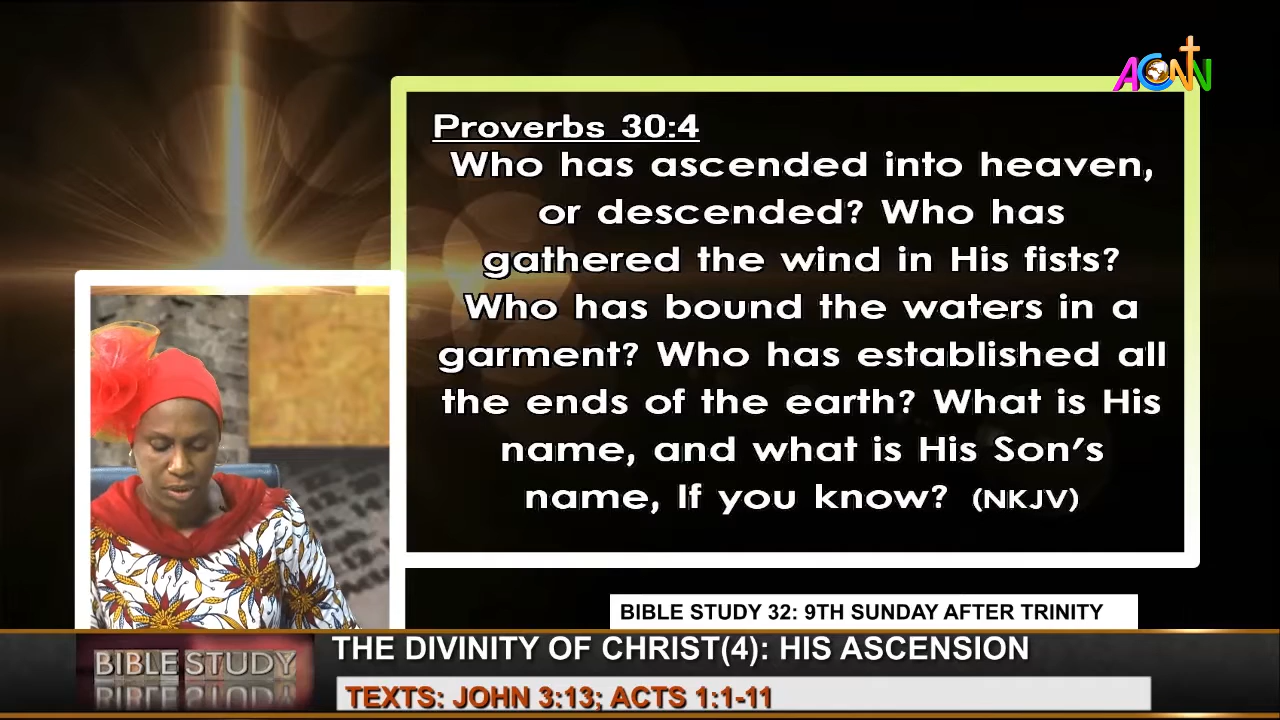 ACNN
Proverbs 30:4
Who has ascended into heaven,
or descended? Who has
gathered the wind in His fists?
Who has bound the waters in a
garment? Who has established all
the ends of the earth? What is His
name, and what is His Son's
name, If you know? (NKJV)
BIBLE STUDY 32: 9TH SUNDAY AFTER TRINITY
THE DIVINITY OF CHRIST(4): HIS ASCENSION
BIBLE STUDY
TEXTS: JOHN 3:13; ACTS 1:1-11